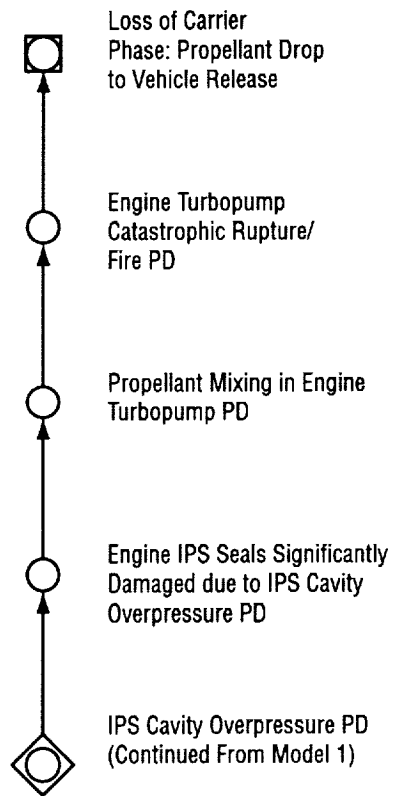 Loss of Carrier
Phase: Propellant Drop
to Vehicle Release
Engine Turbopump
Catastrophic Rupture/
Fire PD
Propellant Mixing in Engine
Turbopump PD
Engine IPS Seals Significantly
Damaged due to IPS Cavity
Overpressure PD
IPS Cavity Overpressure PD
(Continued From Model 1)